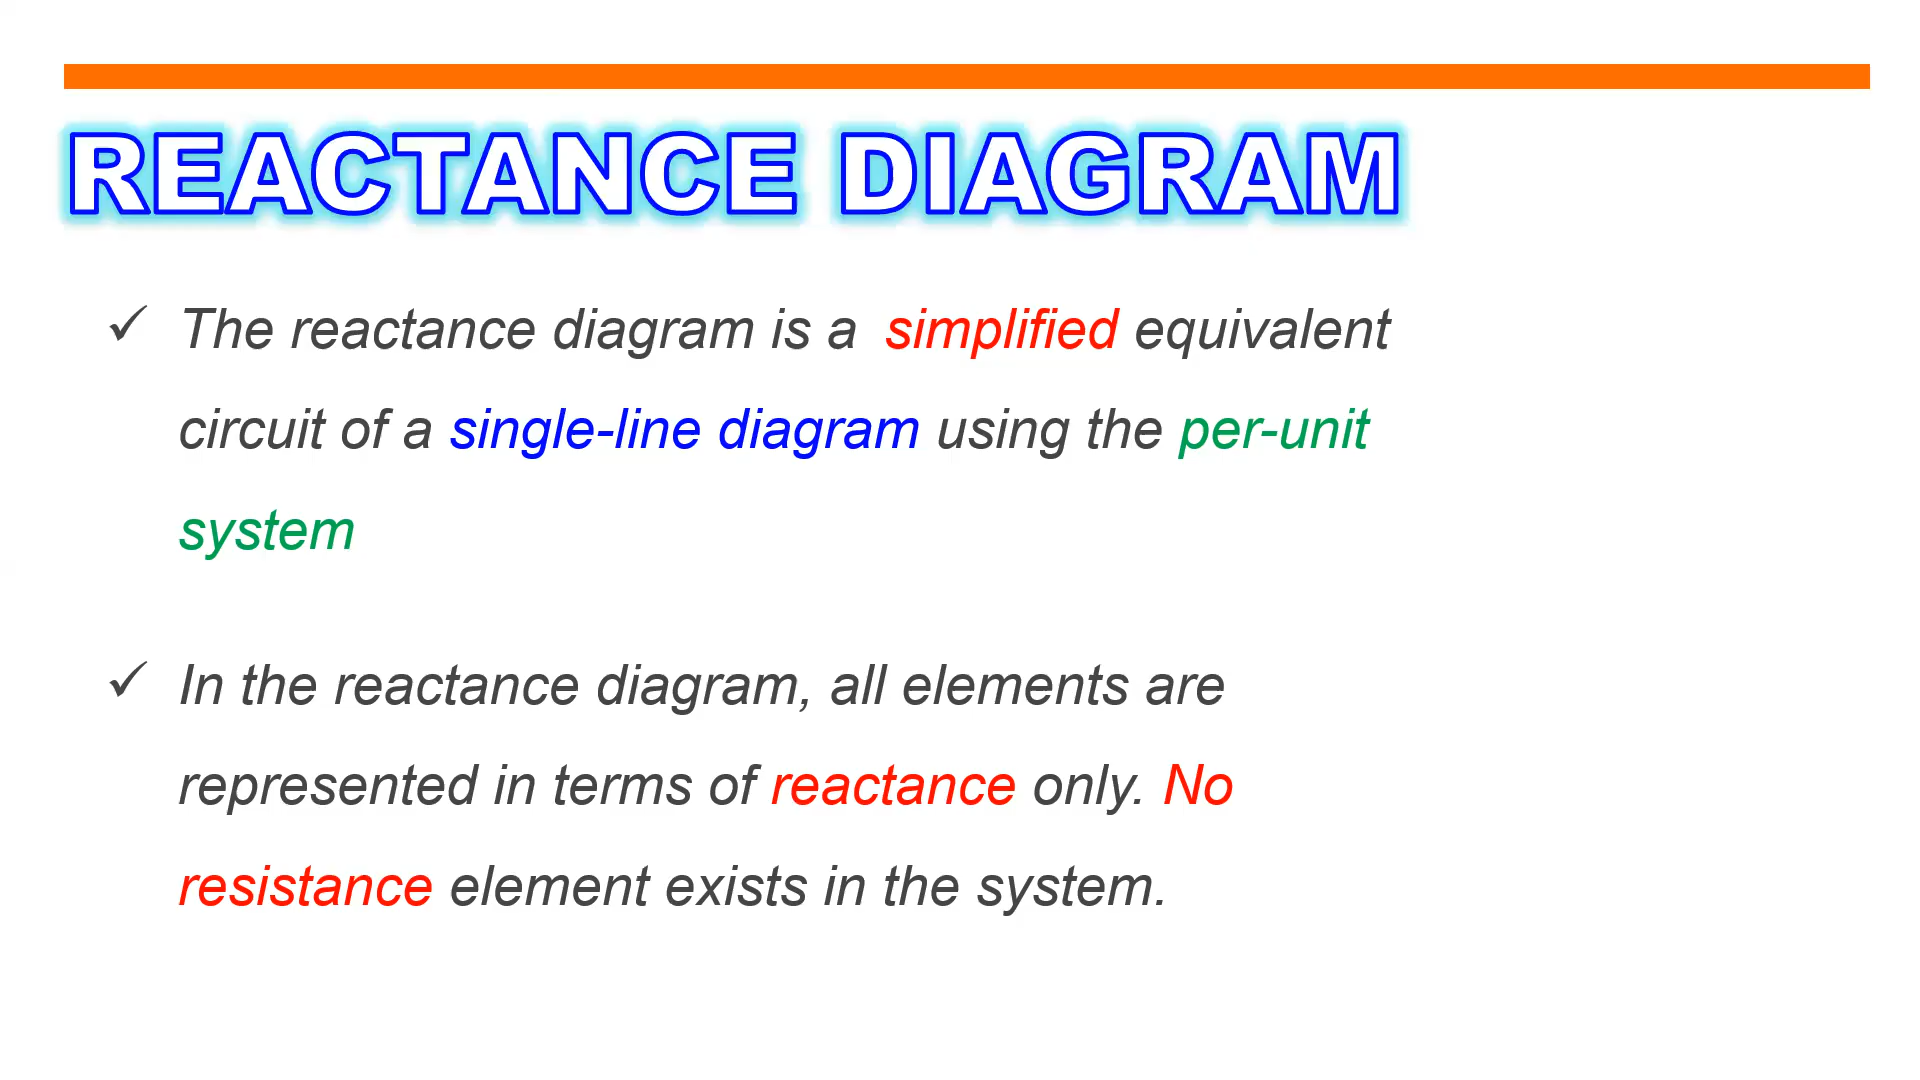 REACTANCE DIAGRAM
✓ The reactance diagram is a simplified equivalent
circuit of a single-line diagram using the per-unit
system
✓ In the reactance diagram, all elements are
represented in terms of reactance only. No
resistance element exists in the system.